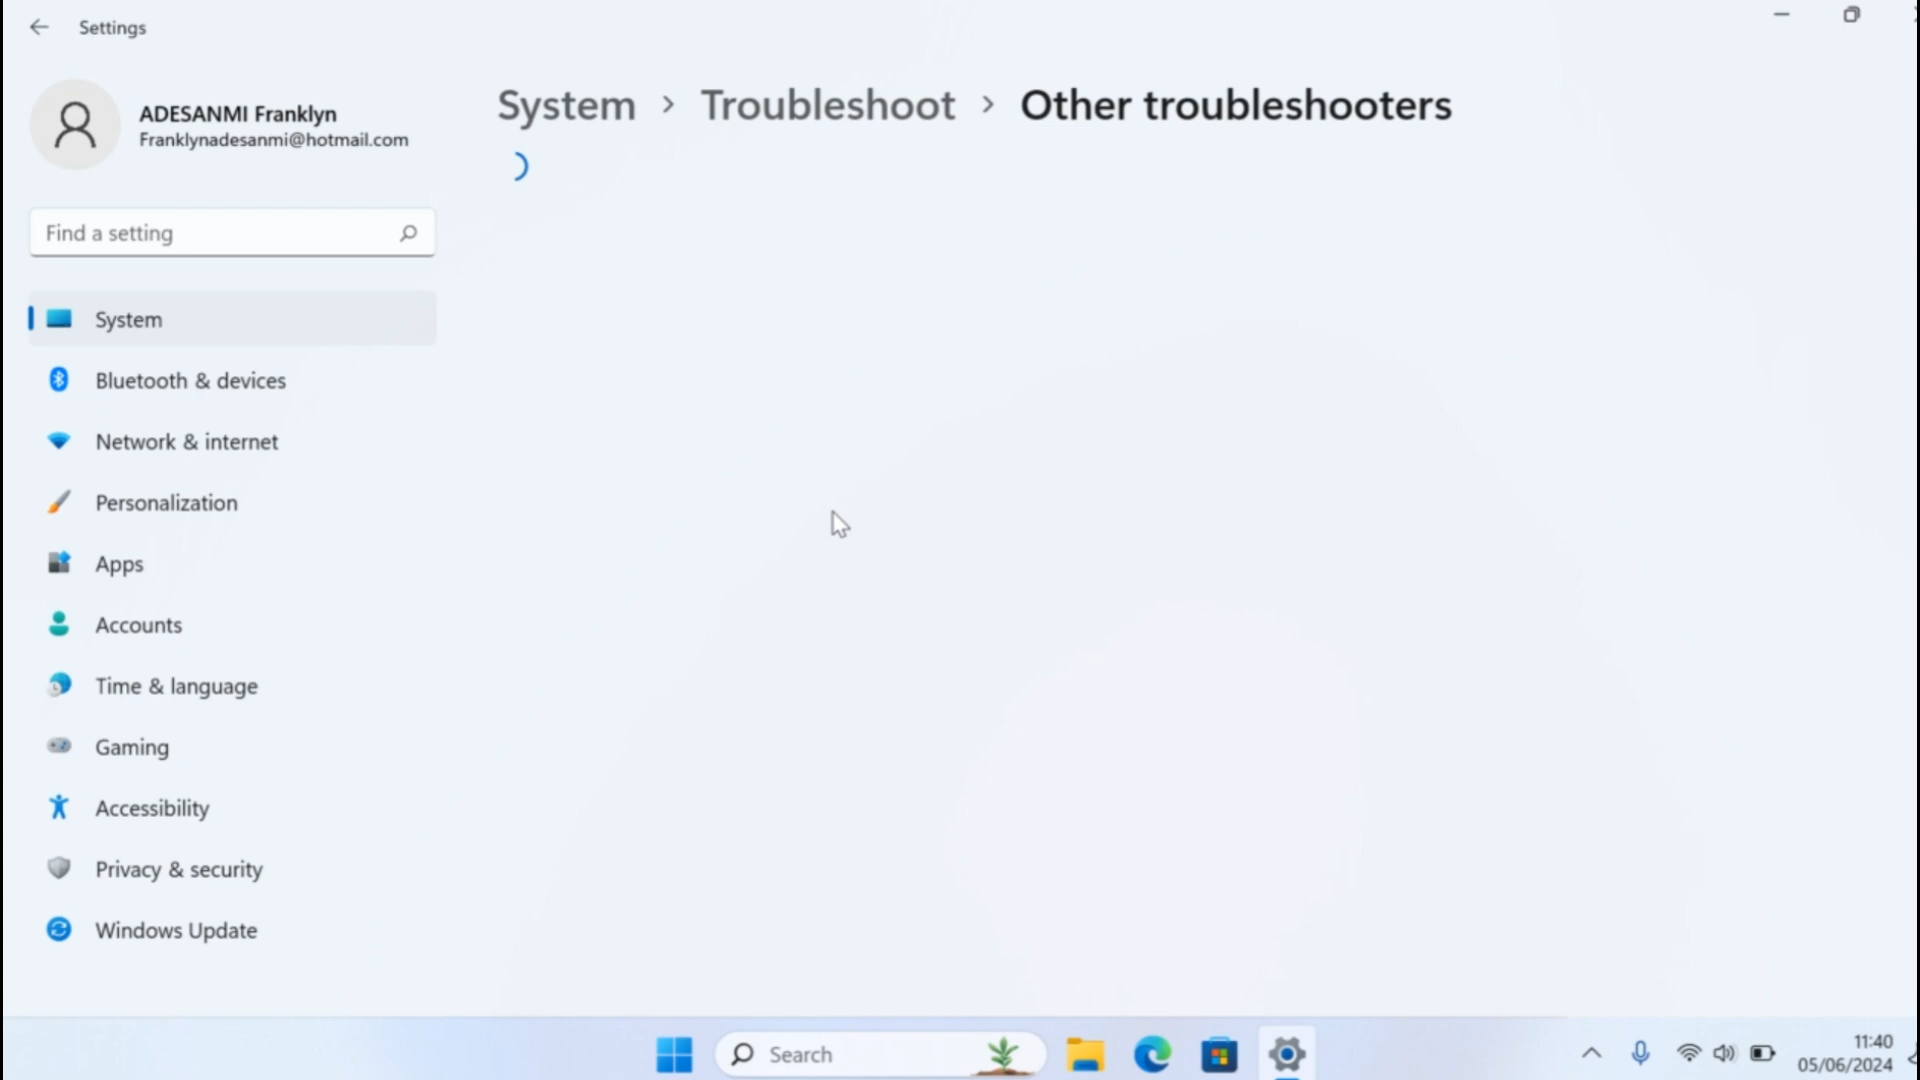 Settings
ADESANMI Franklyn
Franklynadesanmi@hotmail.com
System > Troubleshoot > Other troubleshooters
Find a setting
System
Bluetooth & devices
Network & internet
Personalization
Apps
Accounts
Time & language
Gaming
Accessibility
Privacy & security
Windows Update
Search
11:40
05/06/2024